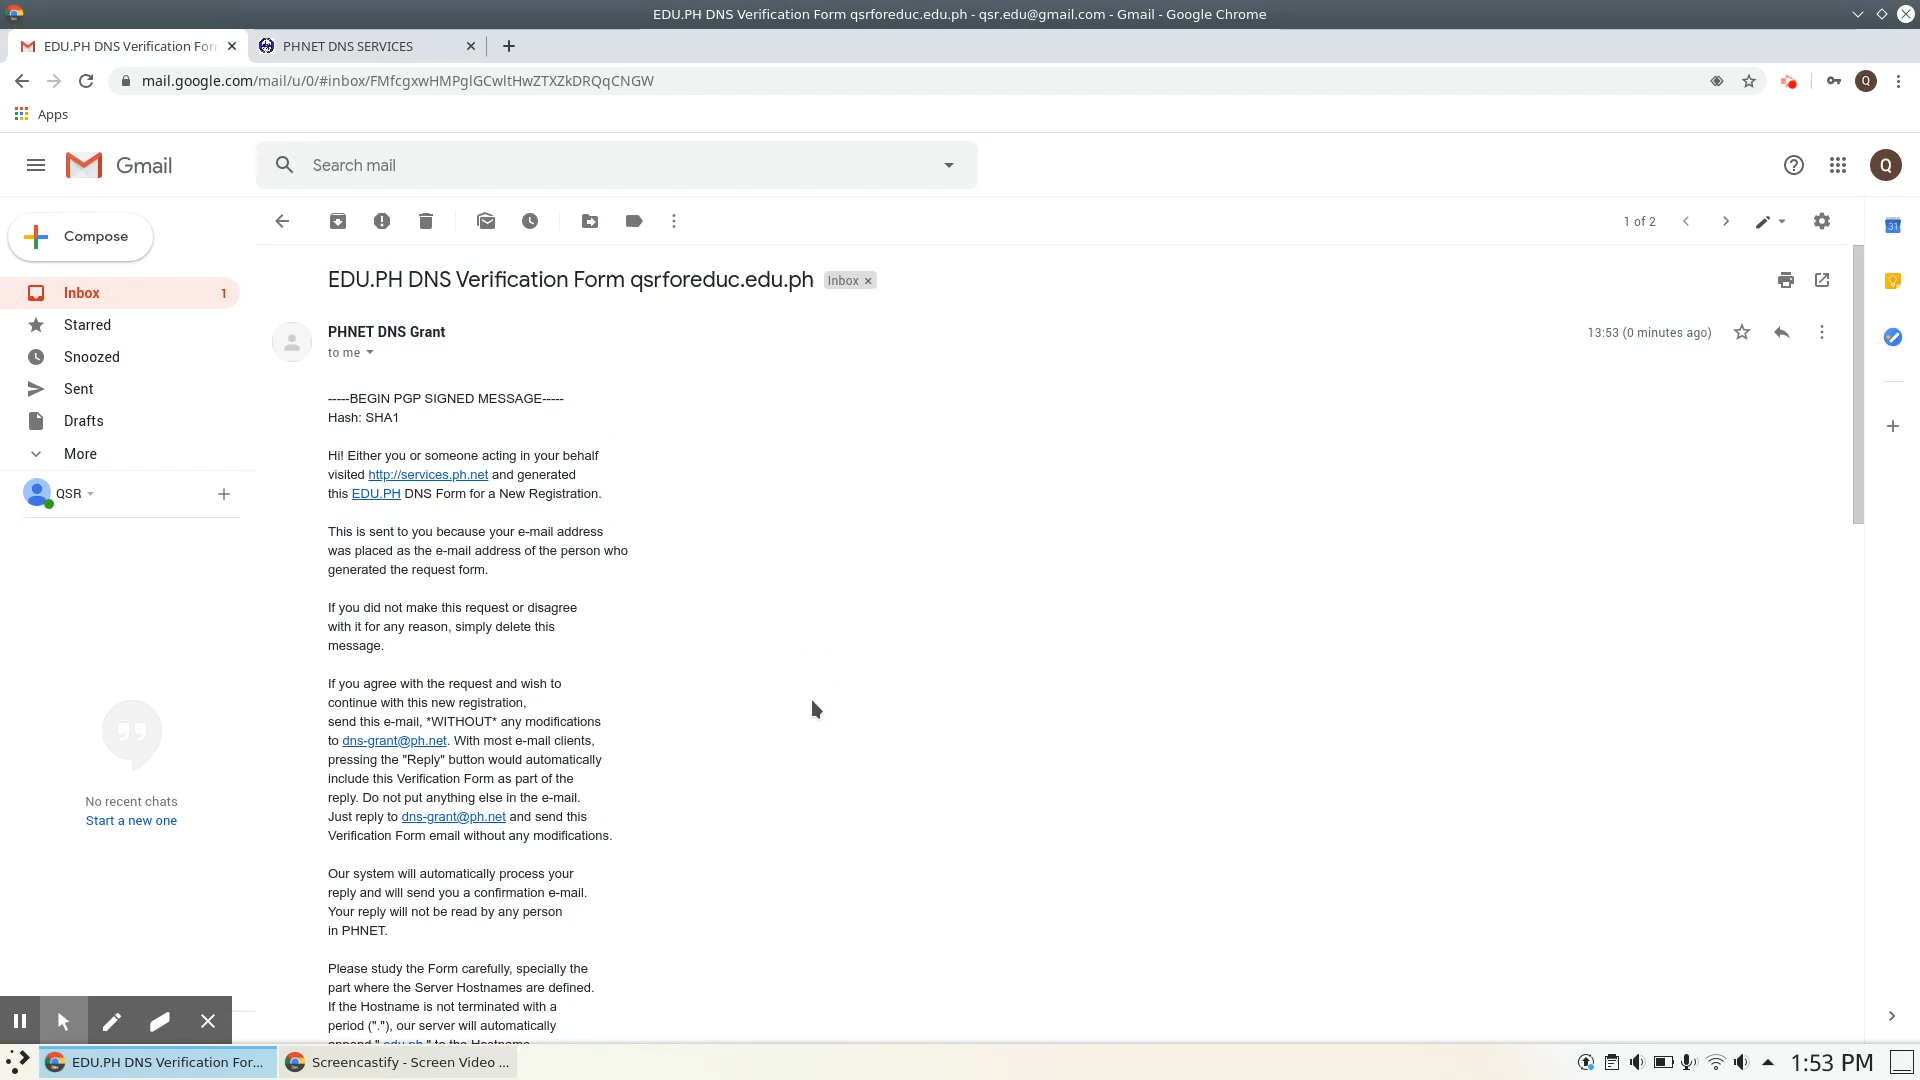 EDU.PH DNS Verification Form qsrforeduc.edu.ph - qsr.edu@gmail.com - Gmail - Google Chrome
EDU.PH DNS Verification For
PHNET DNS SERVICES
mail.google.com/mail/u/0/#inbox/FMfcgxwHMPglGCwltHwZTXZkDRQqCNGW
Q
Apps
Gmail
Search mail
Q
Compose
1 of 2
31
EDU.PH DNS Verification Form qsrforeduc.edu.ph
Inbox ×
Inbox
1
Starred
Snoozed
Sent
Drafts
More
QSR
No recent chats
Start a new one
PHNET DNS Grant
13:53 (0 minutes ago)
to me
-----BEGIN PGP SIGNED MESSAGE-----
Hash: SHA1
Hi! Either you or someone acting in your behalf
visited http://services.ph.net and generated
this EDU.PH DNS Form for a New Registration.
This is sent to you because your e-mail address
was placed as the e-mail address of the person who
generated the request form.
If you did not make this request or disagree
with it for any reason, simply delete this
message.
If you agree with the request and wish to
continue with this new registration,
send this e-mail, *WITHOUT* any modifications
to dns-grant@ph.net. With most e-mail clients,
pressing the "Reply" button would automatically
include this Verification Form as part of the
reply. Do not put anything else in the e-mail.
Just reply to dns-grant@ph.net and send this
Verification Form email without any modifications.
Our system will automatically process your
reply and will send you a confirmation e-mail.
Your reply will not be read by any person
in PHNET.
Please study the Form carefully, specially the
part where the Server Hostnames are defined.
If the Hostname is not terminated with a
period ("."), our server will automatically
append ".edu.ph." to the Hostname.
EDU.PH DNS Verification For...
Screencastify - Screen Video ...
1:53 PM